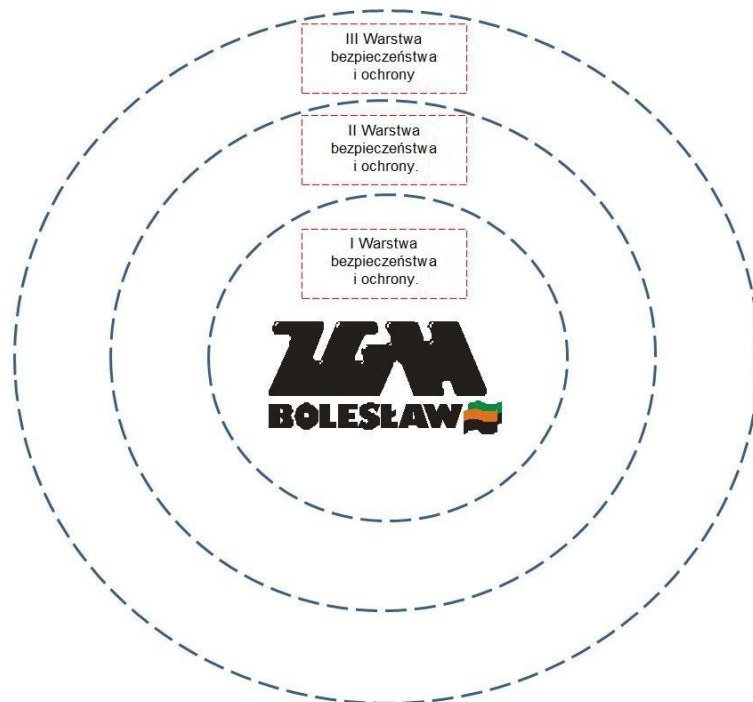 III Warstwa
bezpieczeństwa
i ochrony
II Warstwa
bezpieczeństwa
i ochrony.
I Warstwa
bezpieczeństwa
i ochrony.
ZGH
BOLESŁAW